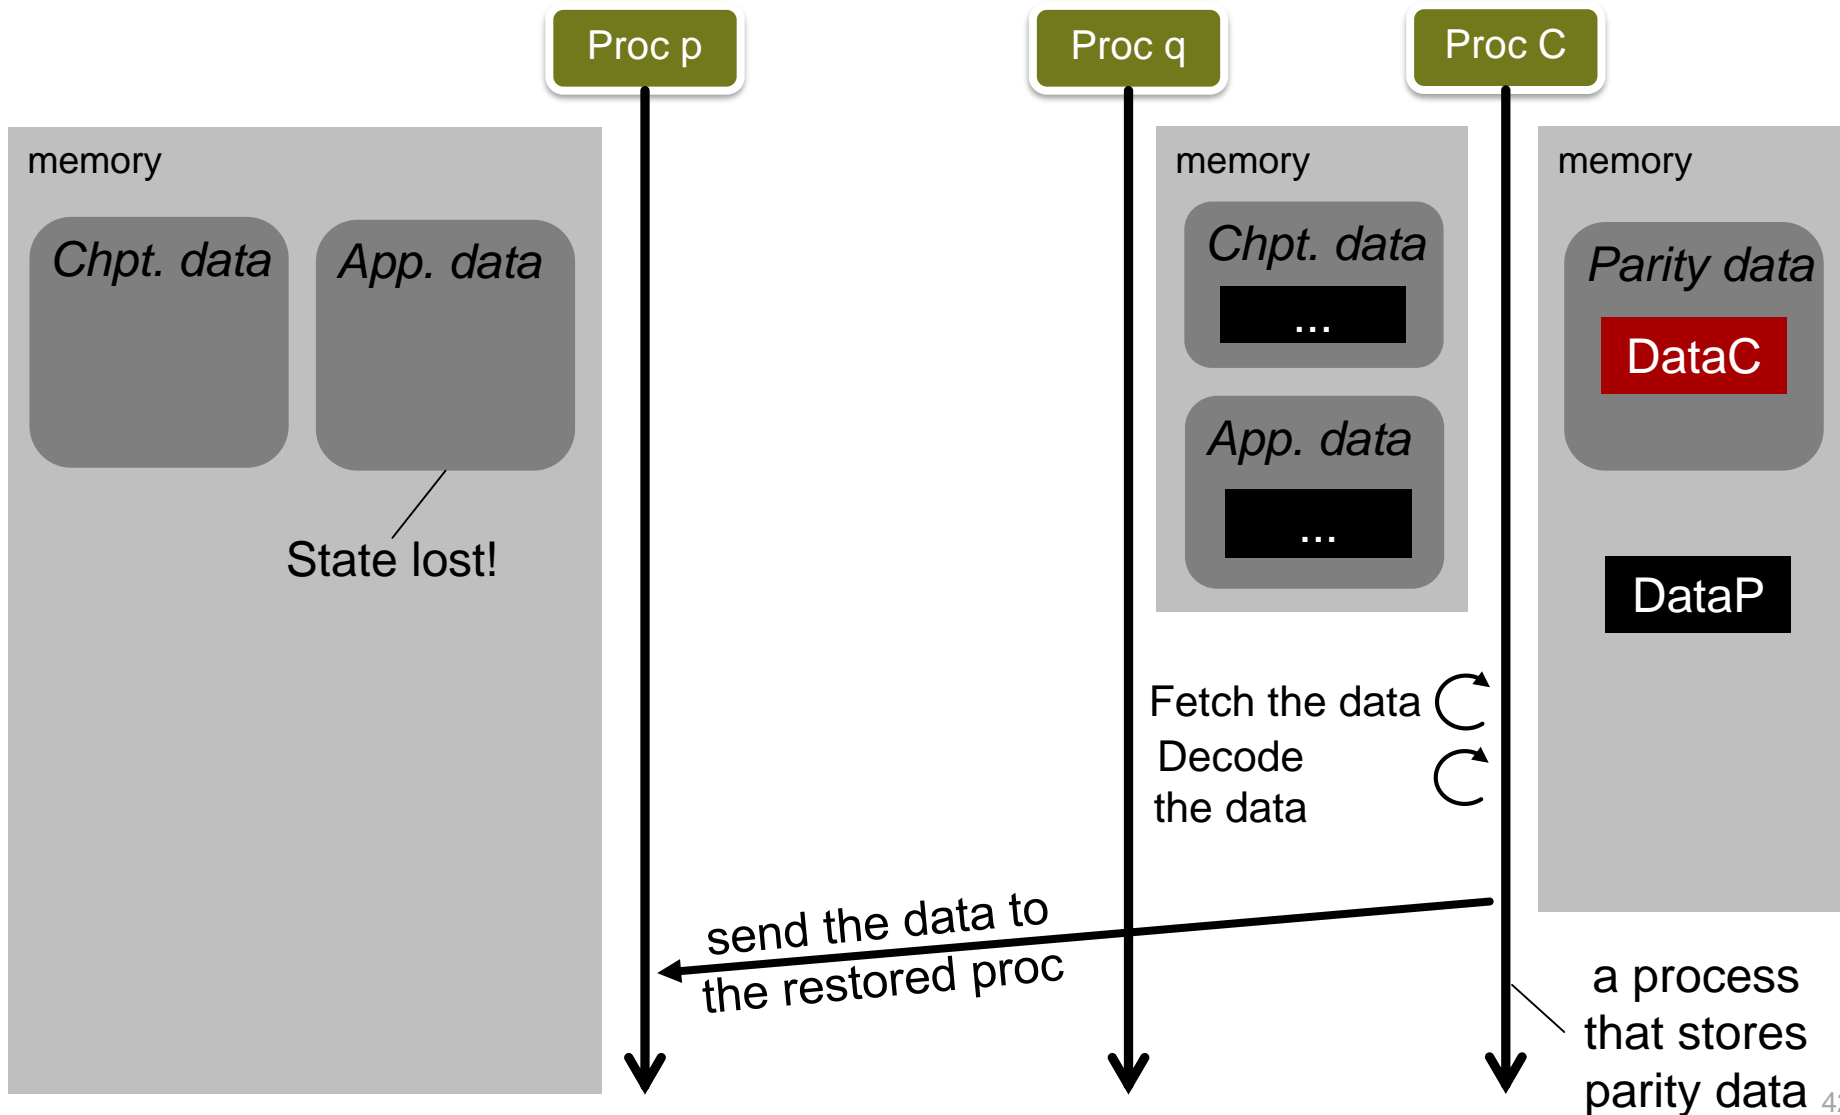 Proc p
Proc q
Proc C
memory
Chpt. data
App. data
State lost!
memory
Chpt. data
...
App. data
...
memory
Parity data
DataC
DataP
Fetch the data
Decode
the data
send the data to
the restored proc
a process
that stores
parity data